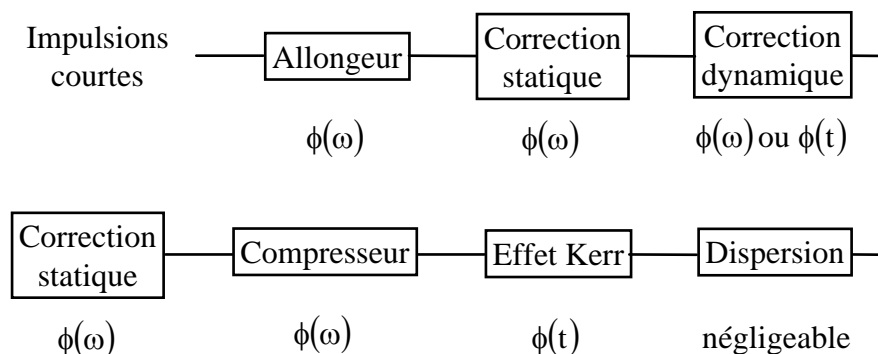 Impulsions
courtes
Allongeur
Correction
statique
Correction
dynamique
ϕ(ω)
ϕ(ω)
ϕ(ω) ou ϕ(t)
Correction
statique
Compresseur
Effet Kerr
Dispersion
ϕ(ω)
ϕ(ω)
ϕ(t)
négligeable